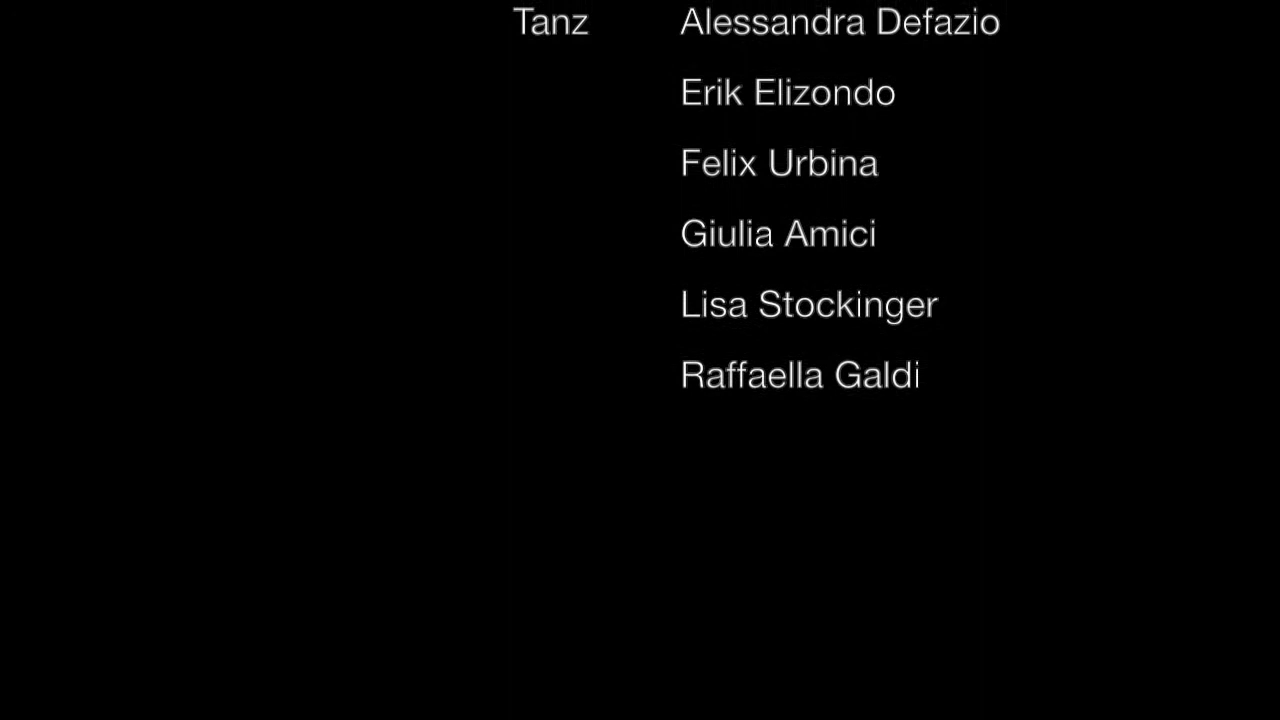 Tanz Alessandra Defazio
Erik Elizondo
Felix Urbina
Giulia Amici
Lisa Stockinger
Raffaella Galdi